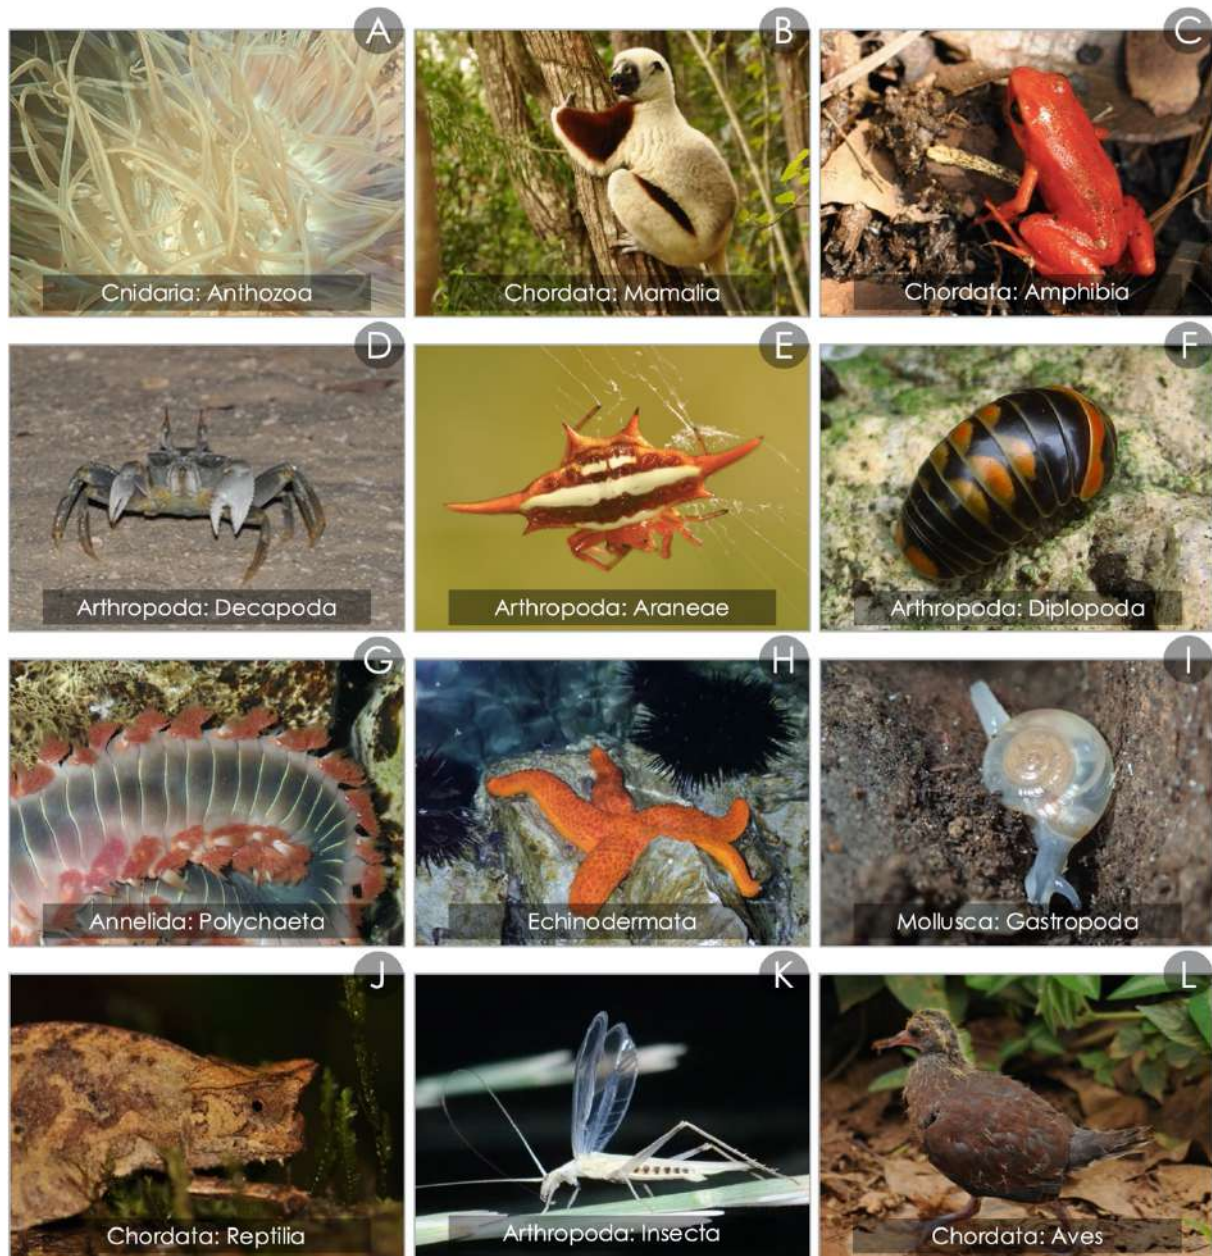 A
Cnidaria: Anthozoa
B
Chordata: Mamalia
C
Chordata: Amphibia
D
Arthropoda: Decapoda
E
Arthropoda: Araneae
F
Arthropoda: Diplopoda
G
Annelida: Polychaeta
H
Echinodermata
I
Mollusca: Gastropoda
J
Chordata: Reptilia
K
Arthropoda: Insecta
L
Chordata: Aves